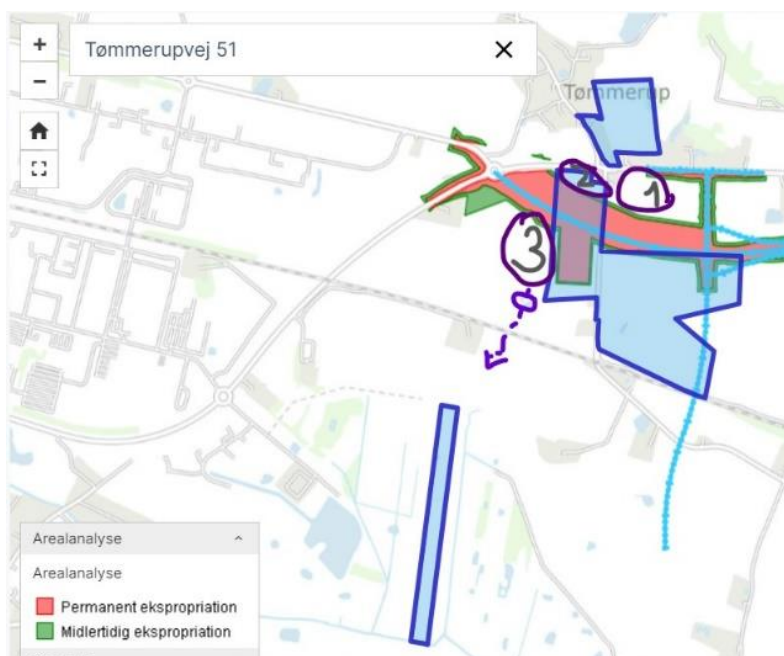 +
Tømmerupvej 51
×
−
Tømmerup
2
1
3
Arealanalyse
Arealanalyse
Permanent ekspropriation
Midlertidig ekspropriation